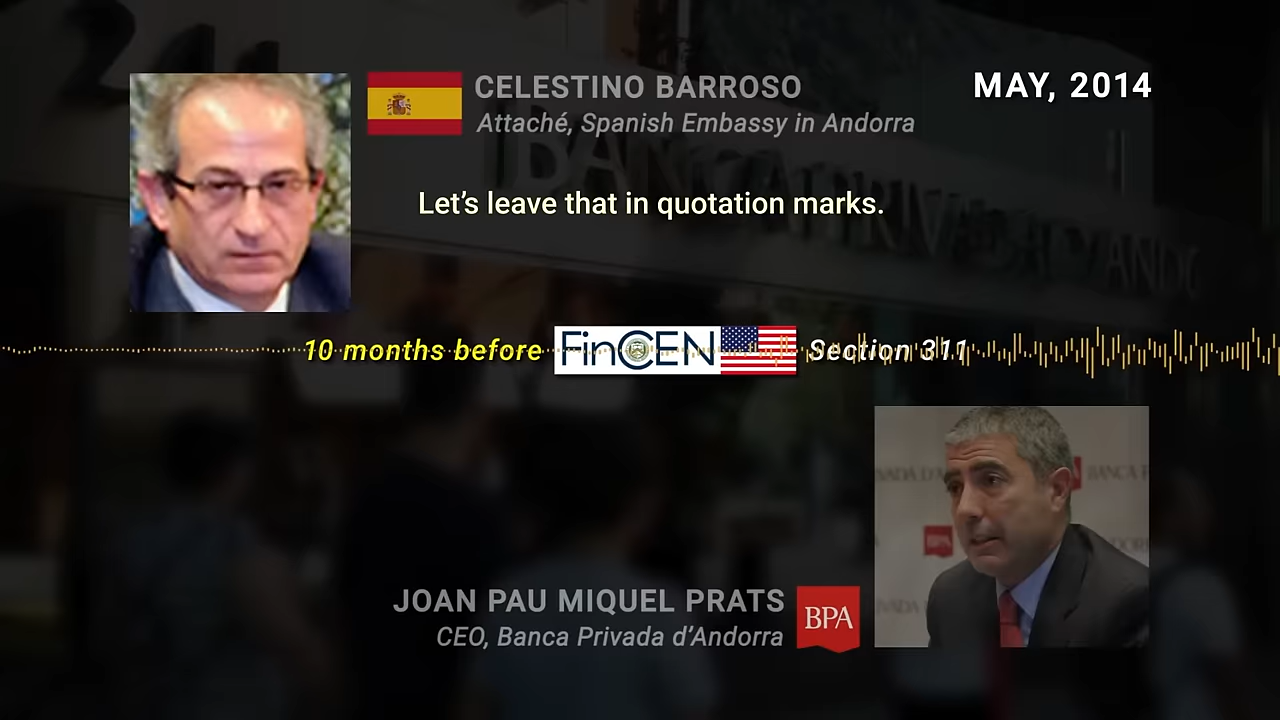 CELESTINO BARROSO
MAY, 2014
Attaché, Spanish Embassy in Andorra
Let’s leave that in quotation marks.
10 months before FinCEN Section 311
JOAN PAU MIQUEL PRATS
CEO, Banca Privada d’Andorra
BPA
BPA